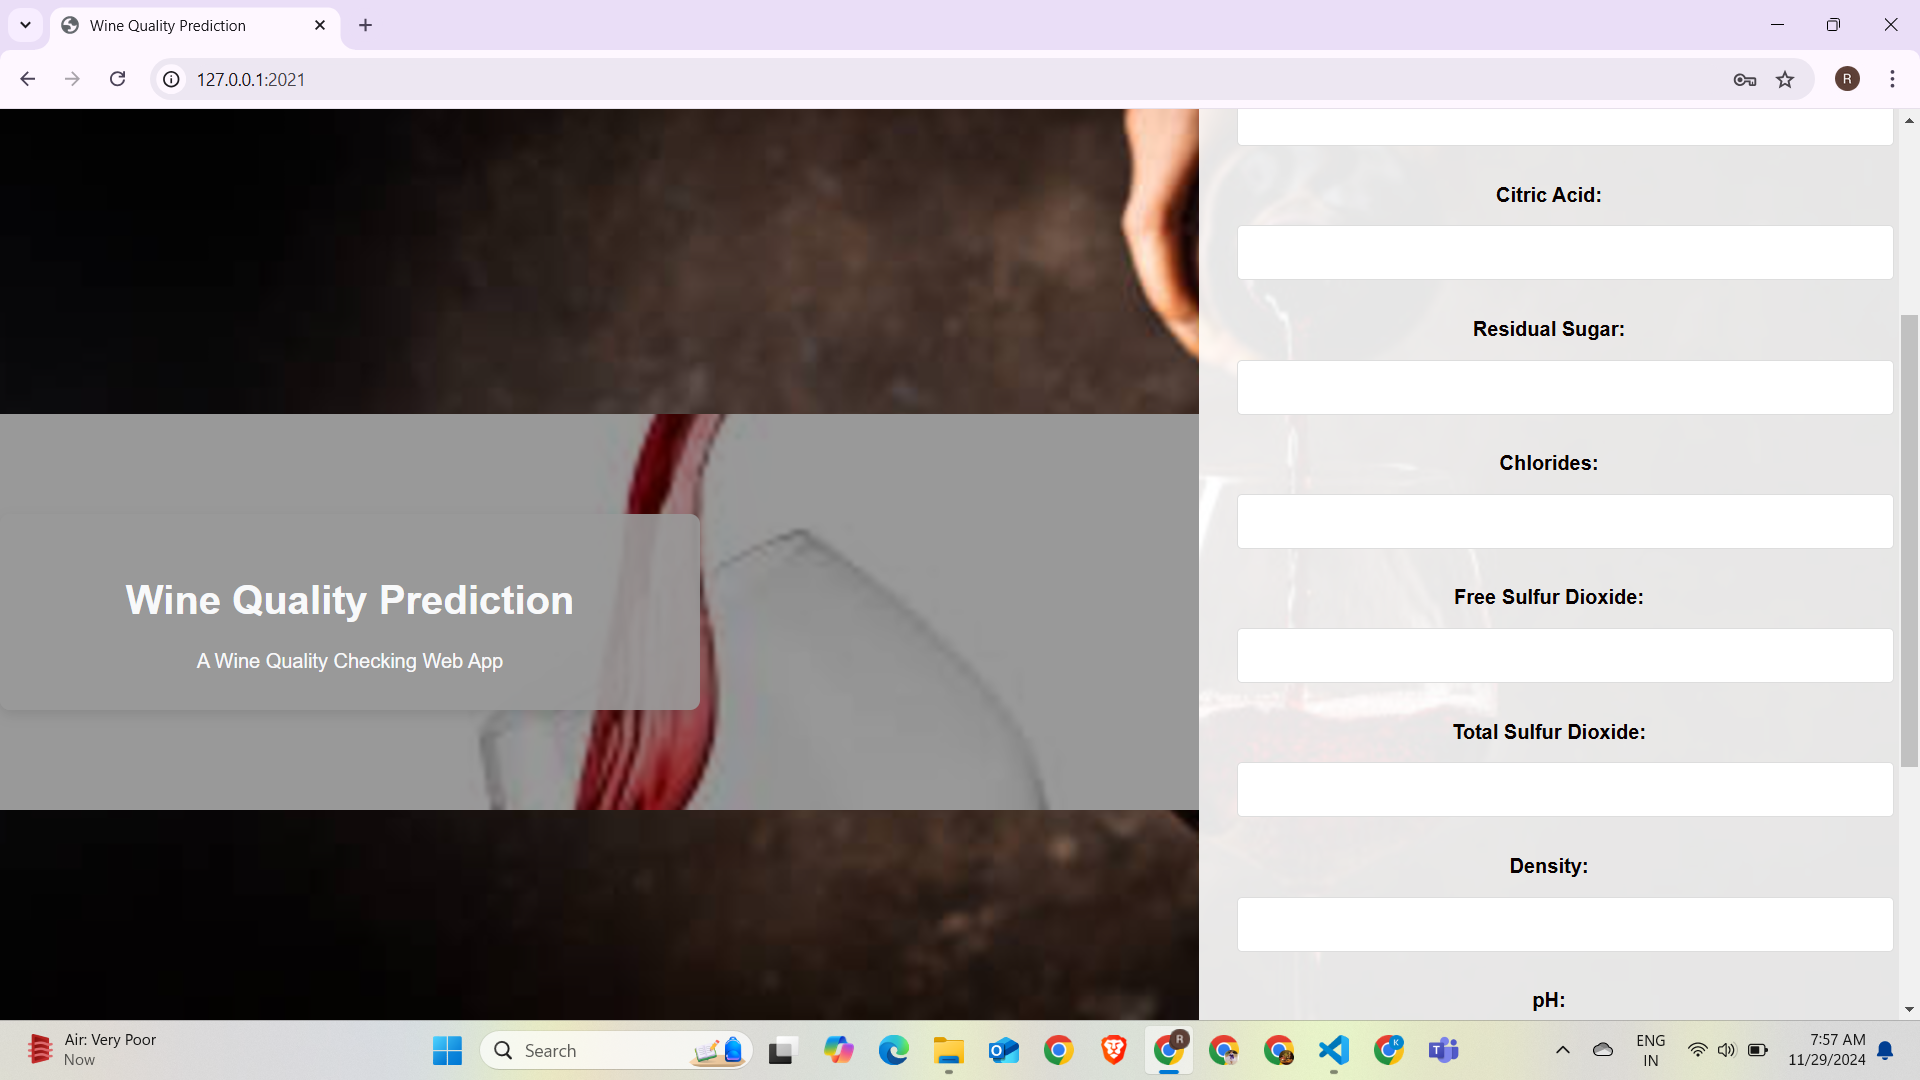 Wine Quality Prediction
127.0.0.1:2021
R
Wine Quality Prediction
A Wine Quality Checking Web App
Citric Acid:
Residual Sugar:
Chlorides:
Free Sulfur Dioxide:
Total Sulfur Dioxide:
Density:
pH:
Air: Very Poor
Now
Search
R
K
T
ENG
IN
7:57 AM
11/29/2024